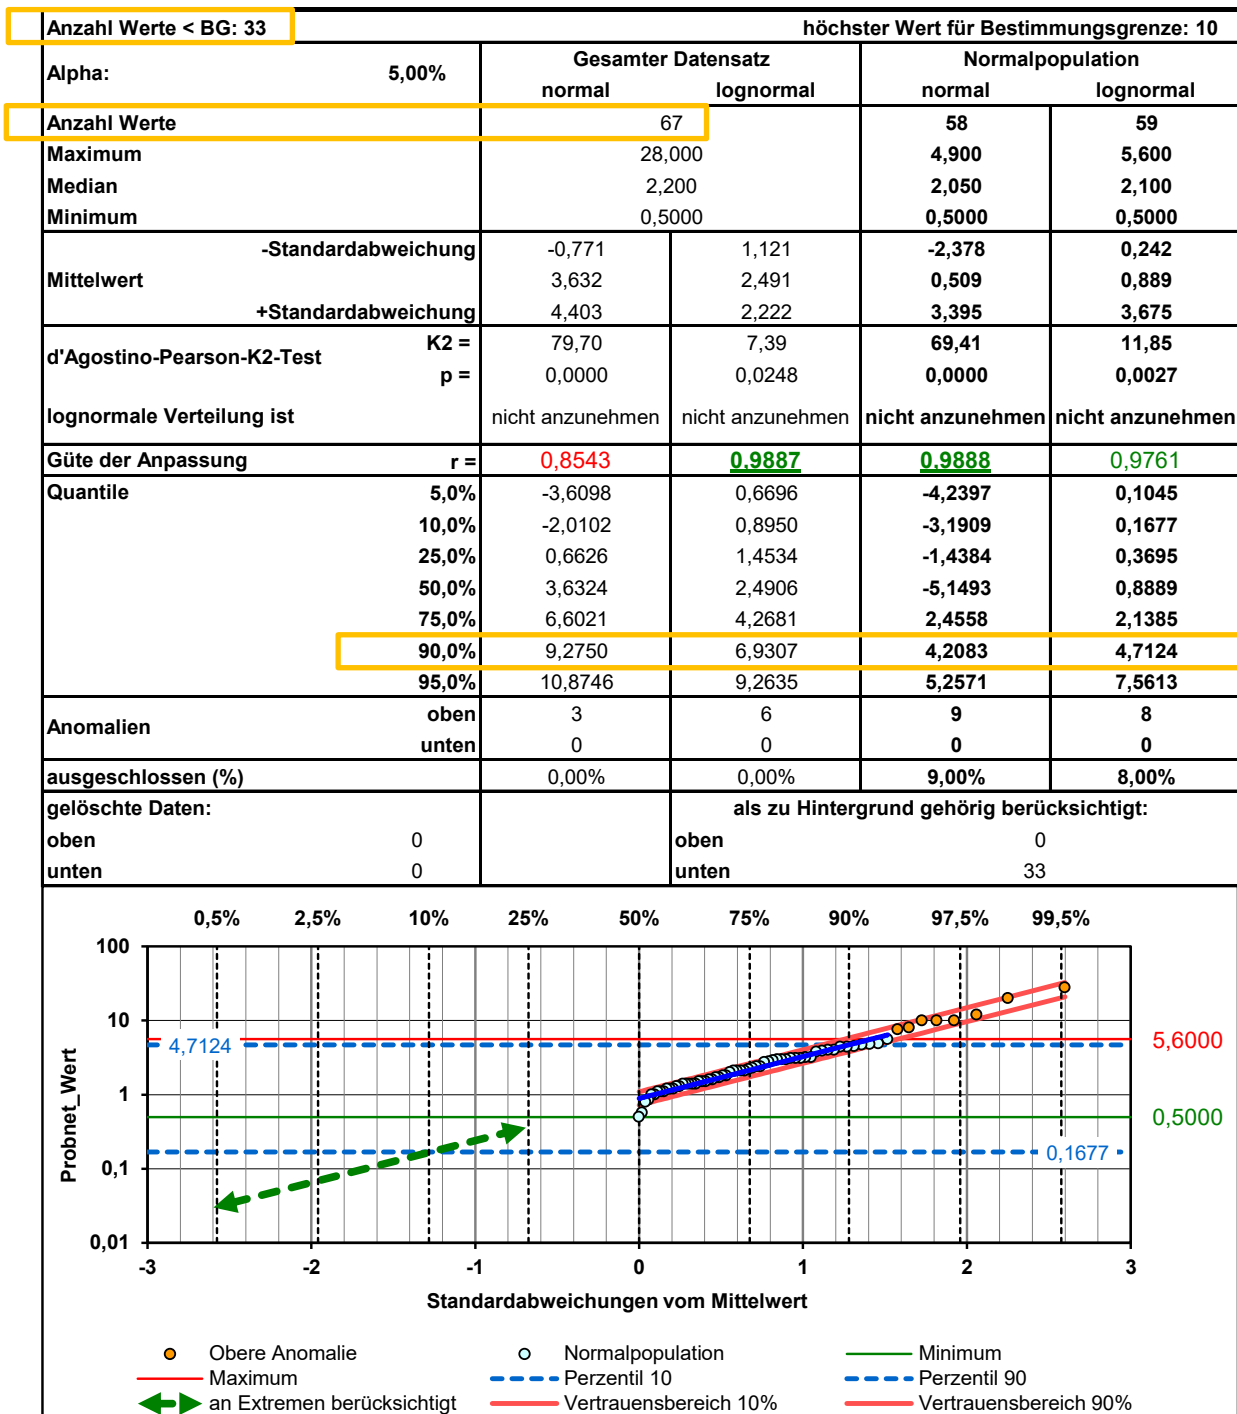 Anzahl Werte < BG: 33 höchster Wert für Bestimmungsgrenze: 10
Alpha: 5,00% Gesamter Datensatz Normalpopulation
normal lognormal normal lognormal
Anzahl Werte 67 58 59
Maximum 28,000 4,900 5,600
Median 2,200 2,050 2,100
Minimum 0,5000 0,5000 0,5000
-Standardabweichung -0,771 1,121 -2,378 0,242
Mittelwert 3,632 2,491 0,509 0,889
+Standardabweichung 4,403 2,222 3,395 3,675
d'Agostino-Pearson-K2-Test K2 = 79,70 7,39 69,41 11,85
p = 0,0000 0,0248 0,0000 0,0027
lognormale Verteilung ist nicht anzunehmen nicht anzunehmen nicht anzunehmen nicht anzunehmen
Güte der Anpassung r = 0,8543 0,9887 0,9888 0,9761
Quantile 5,0% -3,6098 0,6696 -4,2397 0,1045
10,0% -2,0102 0,8950 -3,1909 0,1677
25,0% 0,6626 1,4534 -1,4384 0,3695
50,0% 3,6324 2,4906 -5,1493 0,8889
75,0% 6,6021 4,2681 2,4558 2,1385
90,0% 9,2750 6,9307 4,2083 4,7124
95,0% 10,8746 9,2635 5,2571 7,5613
Anomalien oben 3 6 9 8
unten 0 0 0 0
ausgeschlossen (%) 0,00% 0,00% 9,00% 8,00%
gelöschte Daten: als zu Hintergrund gehörig berücksichtigt:
oben 0 oben 0
unten 0 unten 33
0,5% 2,5% 10% 25% 50% 75% 90% 97,5% 99,5%
100
10
4,7124 5,6000
1
0,5000
0,1677
0,1
0,01
Probnet_Wert
-3 -2 -1 0 1 2 3
Standardabweichungen vom Mittelwert
Obere Anomalie Normalpopulation Minimum
Maximum Perzentil 10 Perzentil 90
an Extremen berücksichtigt Vertrauensbereich 10% Vertrauensbereich 90%